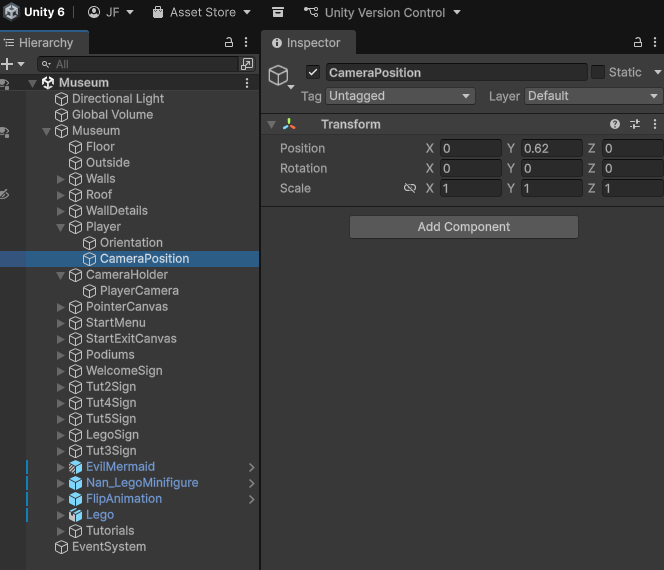 Unity 6 JF Asset Store Unity Version Control
Hierarchy
All
Museum
Directional Light
Global Volume
Museum
Floor
Outside
Walls
Roof
WallDetails
Player
Orientation
CameraPosition
CameraHolder
PlayerCamera
PointerCanvas
StartMenu
StartExitCanvas
Podiums
WelcomeSign
Tut2Sign
Tut4Sign
Tut5Sign
LegoSign
Tut3Sign
EvilMermaid
Nan_LegoMinifigure
FlipAnimation
Lego
Tutorials
EventSystem
Inspector
CameraPosition Static
Tag Untagged Layer Default
Transform
Position X 0 Y 0.62 Z 0
Rotation X 0 Y 0 Z 0
Scale X 1 Y 1 Z 1
Add Component